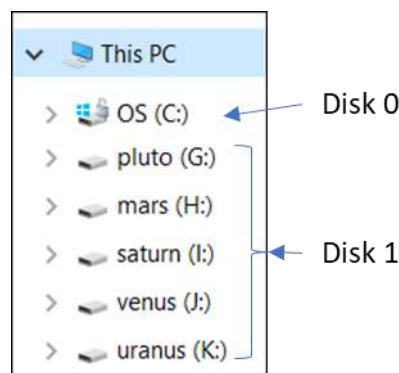 This PC
OS (C:)
Disk 0
pluto (G:)
mars (H:)
saturn (I:)
Disk 1
venus (J:)
uranus (K:)